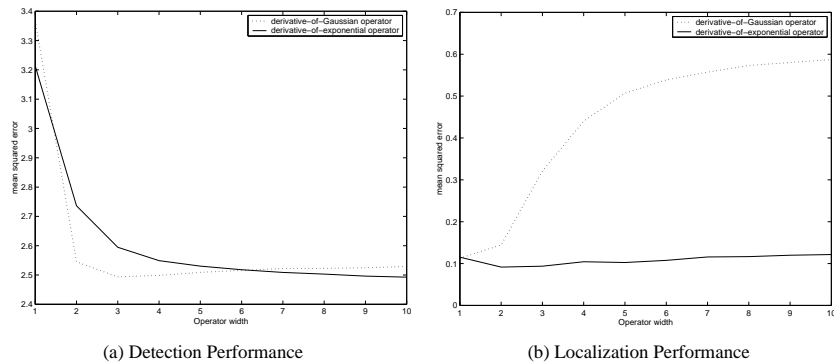 3.4
3.3
3.2
3.1
3
2.9
2.8
2.7
2.6
2.5
2.4
1 2 3 4 5 6 7 8 9 10
mean squared error
Operator width
derivative-of-Gaussian operator
derivative-of-exponential operator
(a) Detection Performance
0.7
0.6
0.5
0.4
0.3
0.2
0.1
0
1 2 3 4 5 6 7 8 9 10
mean squared error
Operator width
derivative-of-Gaussian operator
derivative-of-exponential operator
(b) Localization Performance